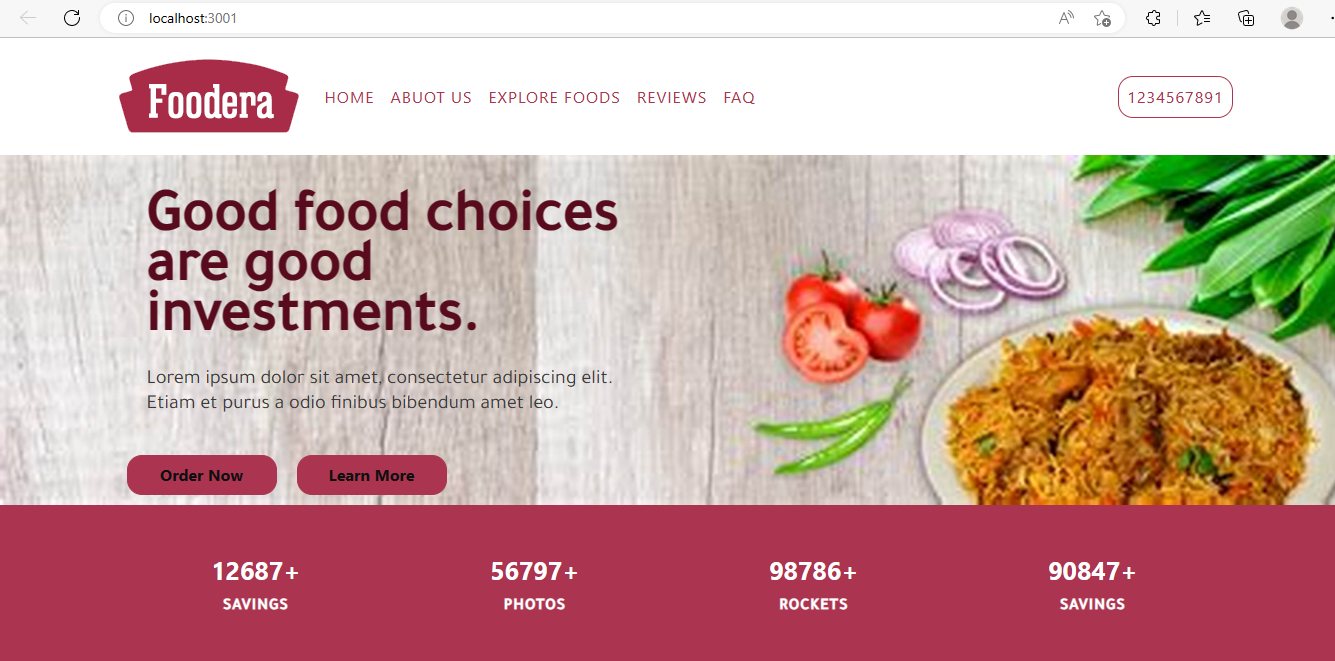 localhost:3001
Foodera
HOME ABUOT US EXPLORE FOODS REVIEWS FAQ
1234567891
Good food choices
are good
investments.
Lorem ipsum dolor sit amet, consectetur adipiscing elit.
Etiam et purus a odio finibus bibendum amet leo.
Order Now Learn More
12687+ 56797+ 98786+ 90847+
SAVINGS PHOTOS ROCKETS SAVINGS